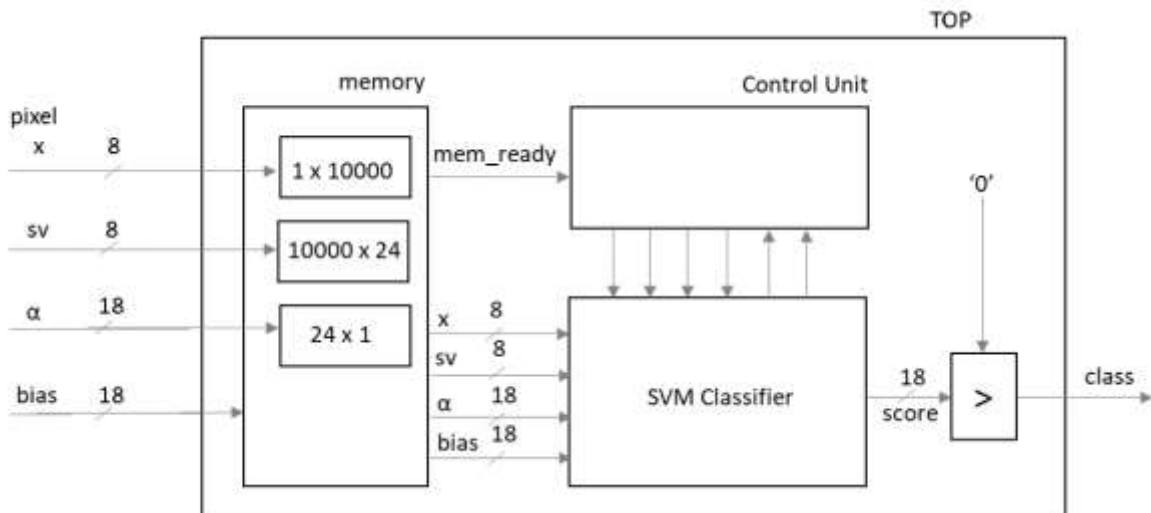 TOP
memory
Control Unit
pixel
x 8
1 x 10000
mem_ready
'0'
sv 8
10000 x 24
α 18
24 x 1
x 8
sv 8
α 18
bias 18
bias 18
SVM Classifier
18
score
>
class